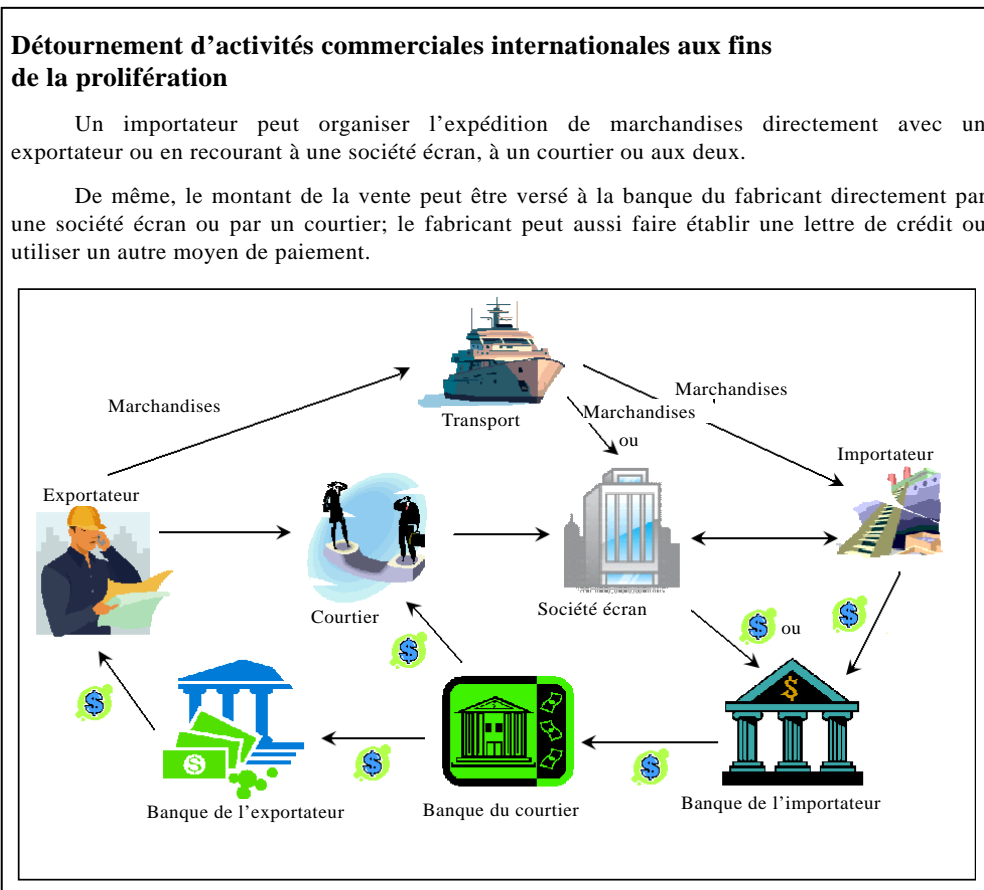 Détournement d’activités commerciales internationales aux fins
de la prolifération
Un importateur peut organiser l’expédition de marchandises directement avec un
exportateur ou en recourant à une société écran, à un courtier ou aux deux.
De même, le montant de la vente peut être versé à la banque du fabricant directement par
une société écran ou par un courtier; le fabricant peut aussi faire établir une lettre de crédit ou
utiliser un autre moyen de paiement.
Marchandises
Marchandises
Transport
Marchandises
ou
Importateur
Exportateur
Courtier
Société écran
$ ou
$
$
$
$
$
$
$
Banque de l’exportateur
Banque du courtier
Banque de l’importateur